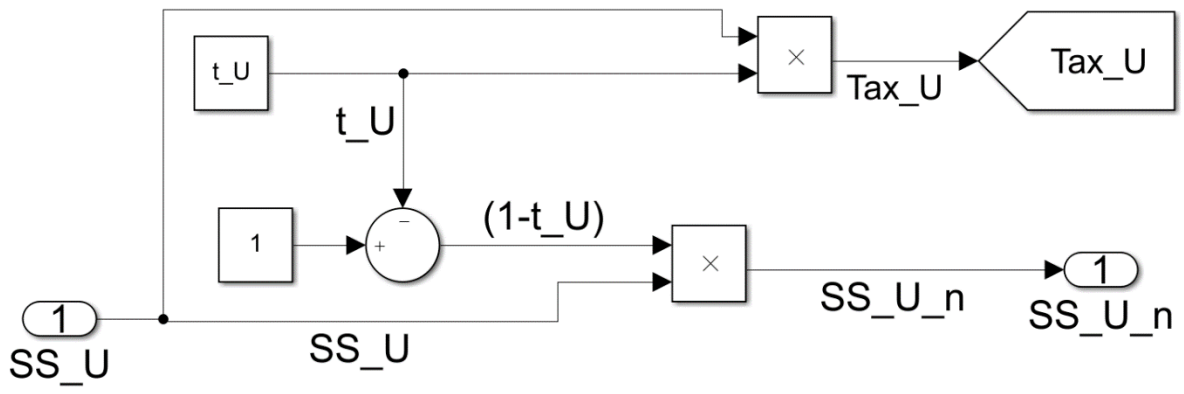 t_U
×
Tax_U
Tax_U
t_U
−
1
+
(1-t_U)
×
SS_U_n
1
SS_U_n
1
SS_U
SS_U